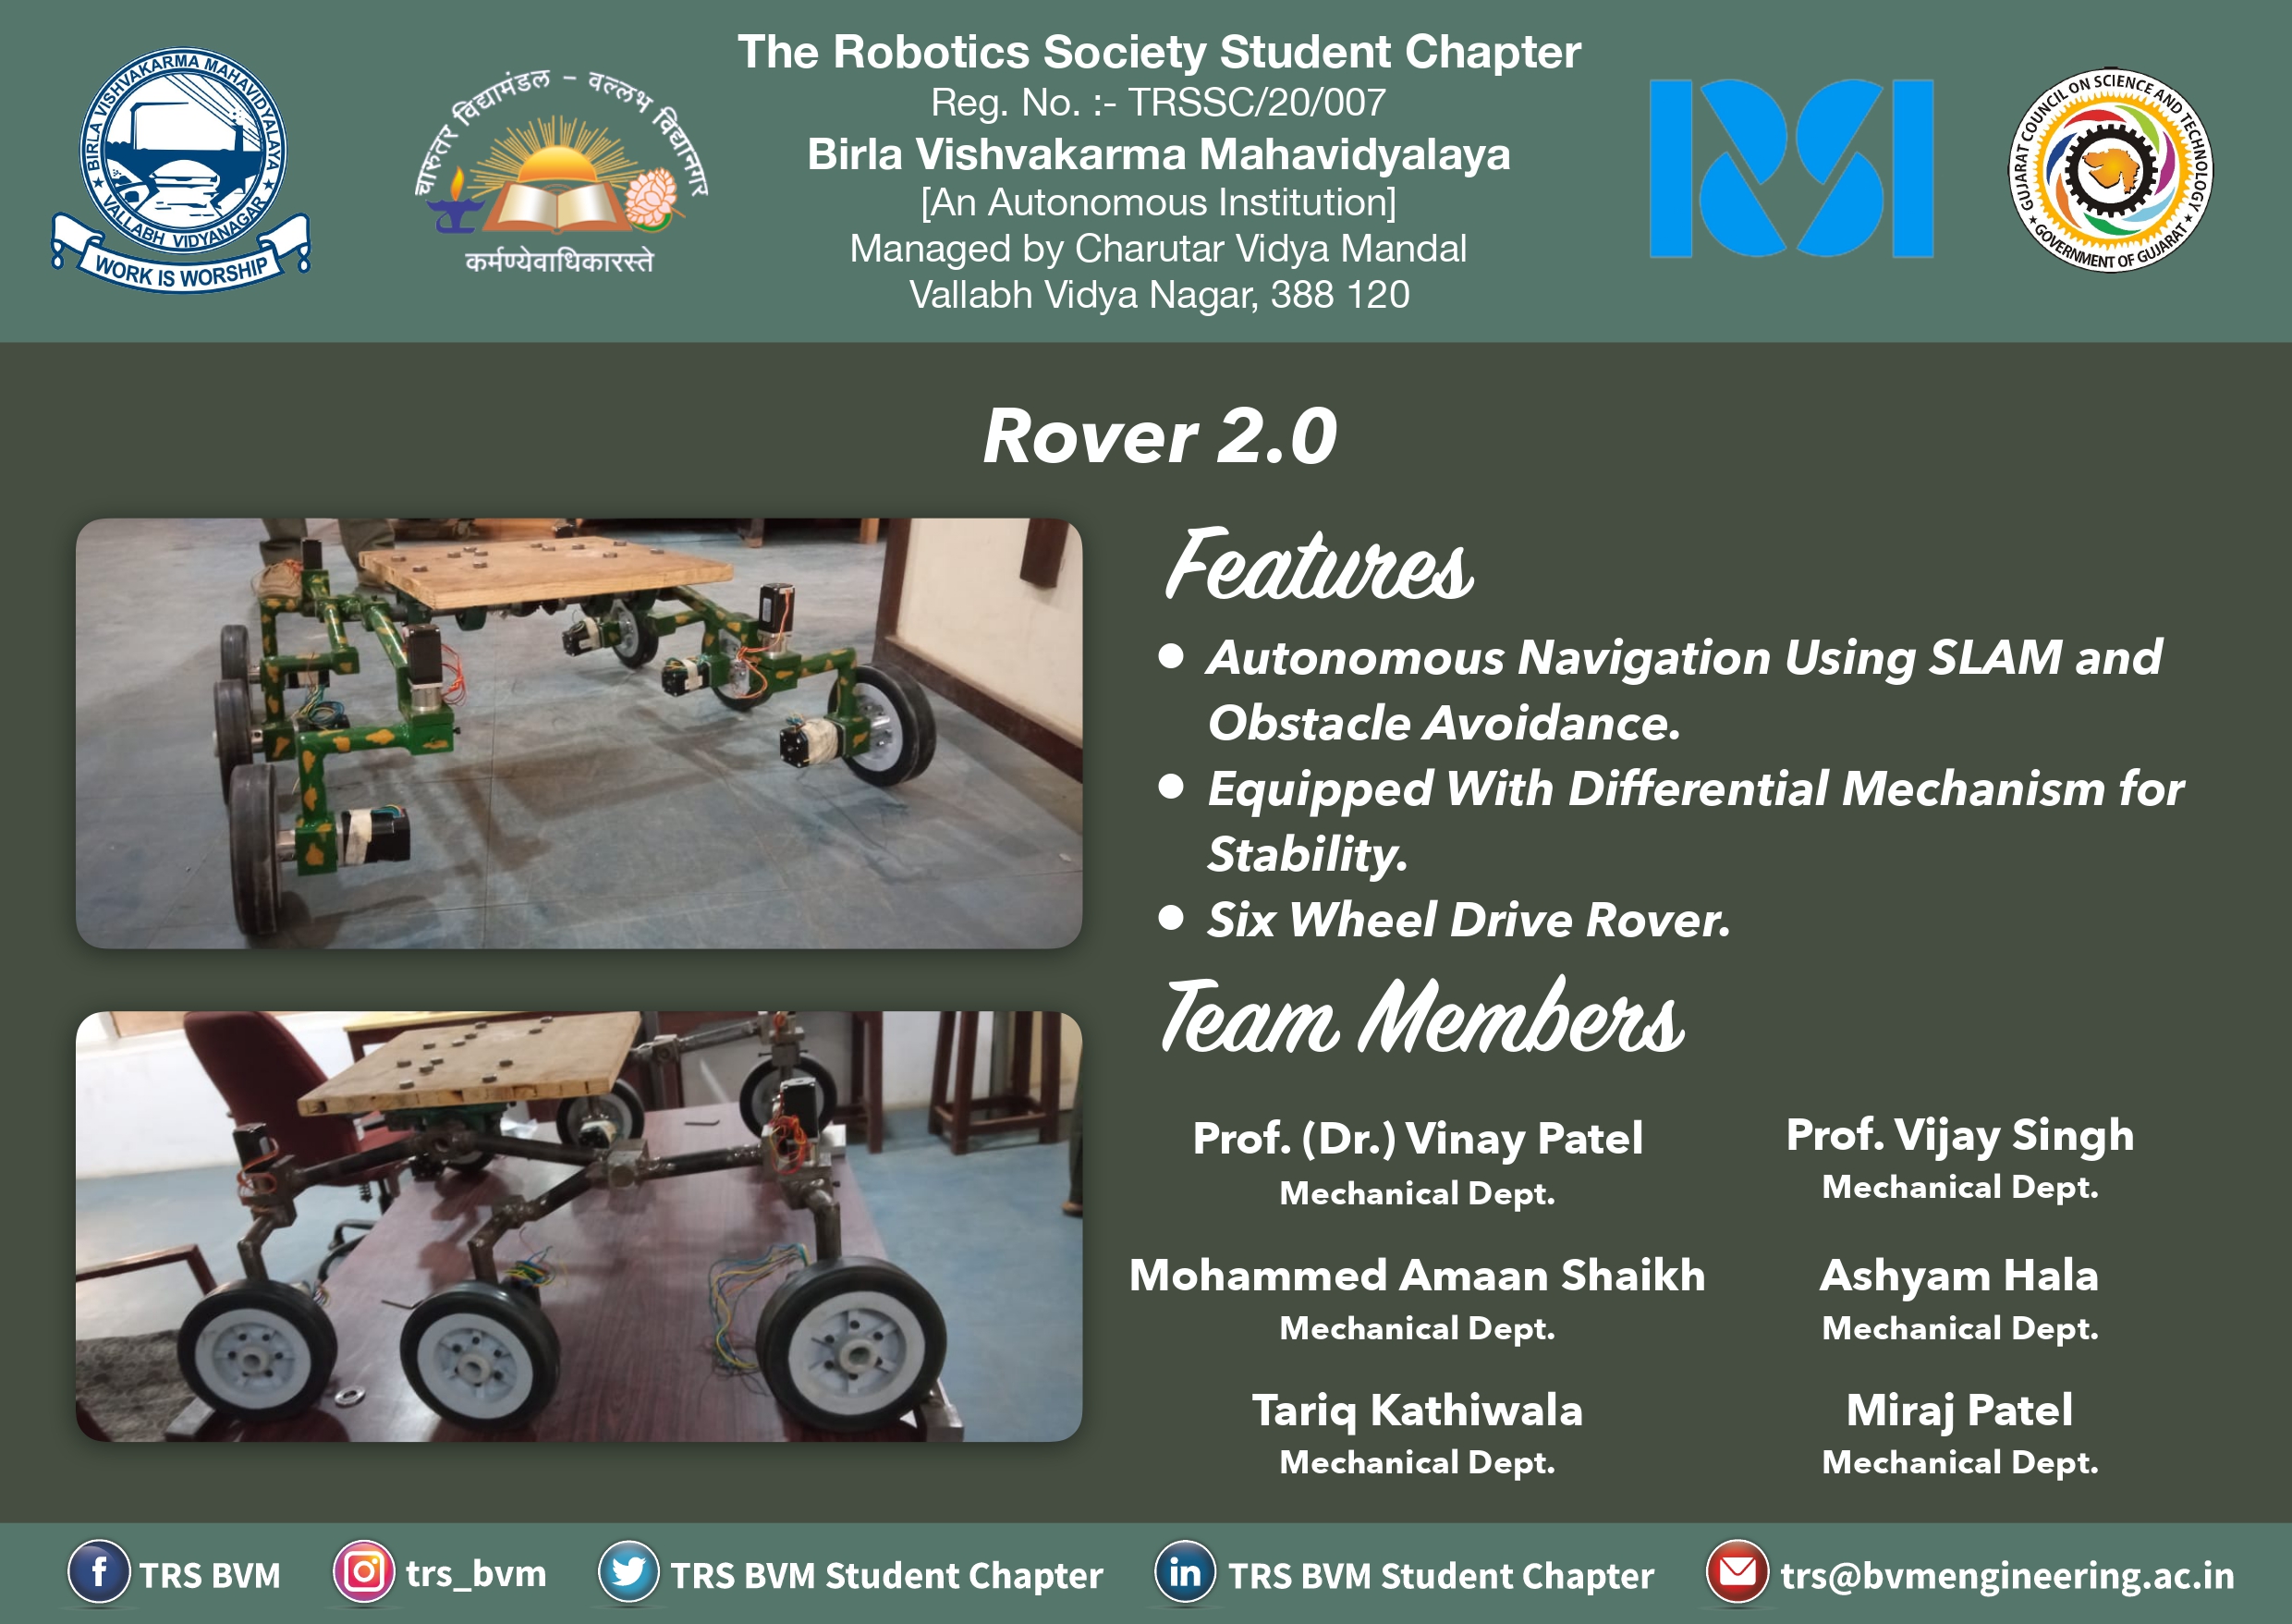 BIRLA VISHVAKARMA MAHAVIDYALAYA
★ VALLABH VIDYANAGAR ★
WORK IS WORSHIP
चारुतर विद्यामंडल – वल्लभ विद्यानगर
कर्मण्येवाधिकारस्ते
The Robotics Society Student Chapter
Reg. No. :- TRSSC/20/007
Birla Vishvakarma Mahavidyalaya
[An Autonomous Institution]
Managed by Charutar Vidya Mandal
Vallabh Vidya Nagar, 388 120
GUJARAT COUNCIL ON SCIENCE AND TECHNOLOGY
★ GOVERNMENT OF GUJARAT ★
Rover 2.0
Features
● Autonomous Navigation Using SLAM and
Obstacle Avoidance.
● Equipped With Differential Mechanism for
Stability.
● Six Wheel Drive Rover.
Team Members
Prof. (Dr.) Vinay Patel
Mechanical Dept.
Prof. Vijay Singh
Mechanical Dept.
Mohammed Amaan Shaikh
Mechanical Dept.
Ashyam Hala
Mechanical Dept.
Tariq Kathiwala
Mechanical Dept.
Miraj Patel
Mechanical Dept.
TRS BVM
trs_bvm
TRS BVM Student Chapter
TRS BVM Student Chapter
trs@bvmengineering.ac.in